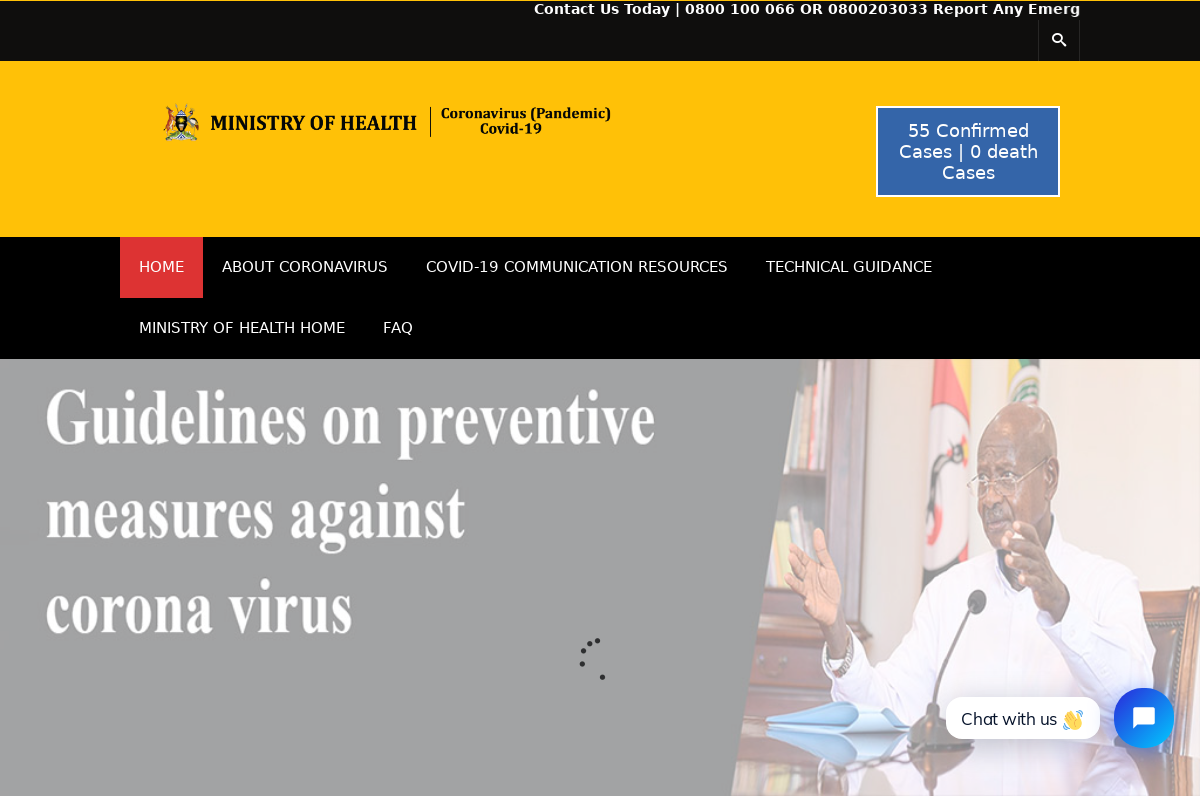 Contact Us Today | 0800 100 066 OR 0800203033 Report Any Emerg
MINISTRY OF HEALTH
Coronavirus (Pandemic)
Covid-19
55 Confirmed
Cases | 0 death
Cases
HOME ABOUT CORONAVIRUS COVID-19 COMMUNICATION RESOURCES TECHNICAL GUIDANCE
MINISTRY OF HEALTH HOME FAQ
Guidelines on preventive
measures against
corona virus
Chat with us 👋